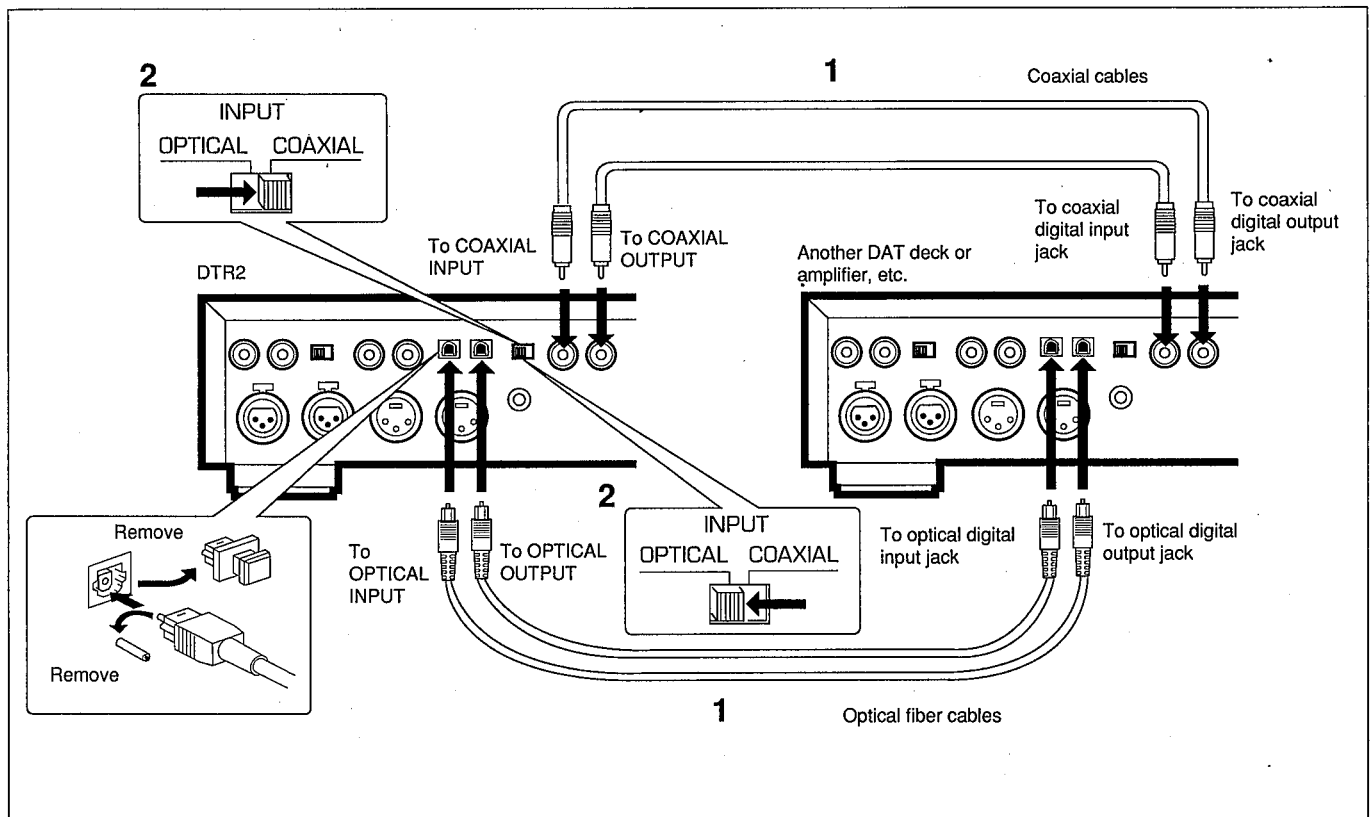 2
INPUT
OPTICAL COAXIAL
1
Coaxial cables
To COAXIAL
INPUT
To COAXIAL
OUTPUT
To coaxial
digital input
jack
To coaxial
digital output
jack
DTR2
Another DAT deck or
amplifier, etc.
Remove
Remove
To
OPTICAL
INPUT
To OPTICAL
OUTPUT
2
INPUT
OPTICAL COAXIAL
To optical digital
input jack
To optical digital
output jack
1
Optical fiber cables